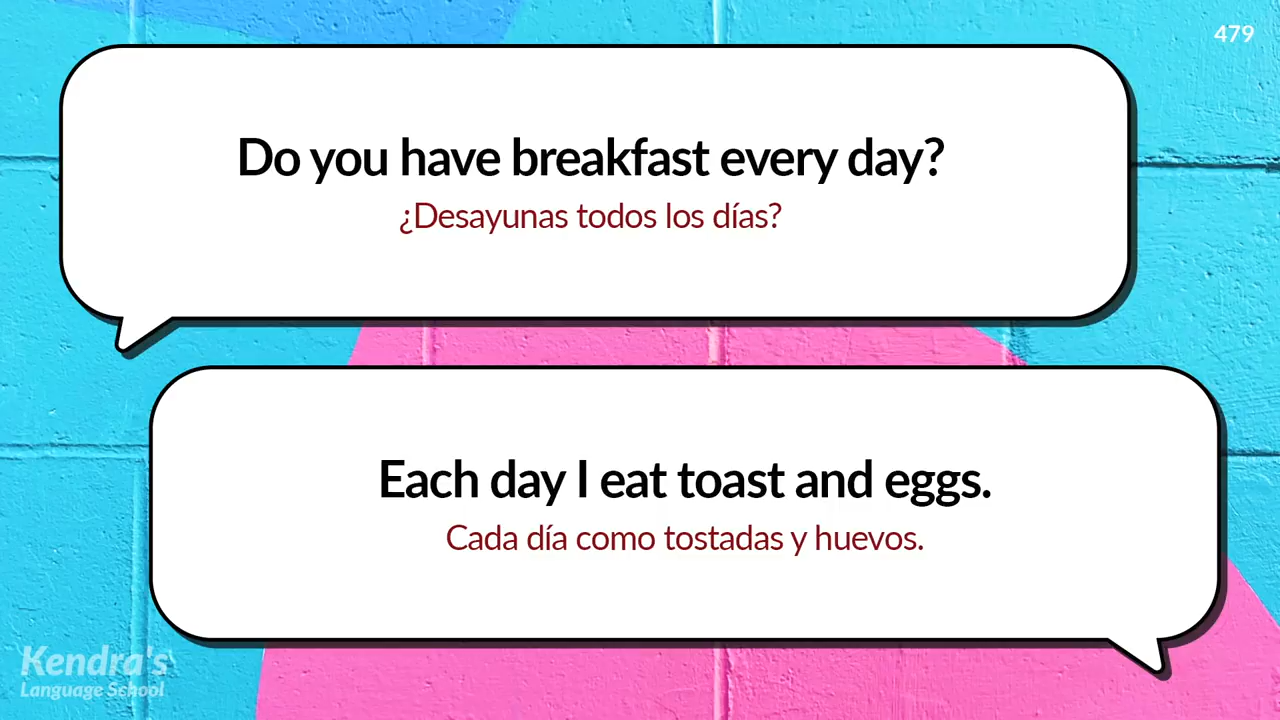 479
Do you have breakfast every day?
¿Desayunas todos los días?
Each day I eat toast and eggs.
Cada día como tostadas y huevos.
Kendra's
Language School